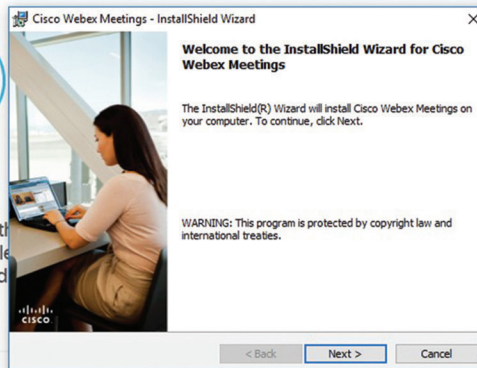 Cisco Webex Meetings - InstallShield Wizard
Welcome to the InstallShield Wizard for Cisco
Webex Meetings
The InstallShield(R) Wizard will install Cisco Webex Meetings on
your computer. To continue, click Next.
WARNING: This program is protected by copyright law and
international treaties.
CISCO
< Back
Next >
Cancel